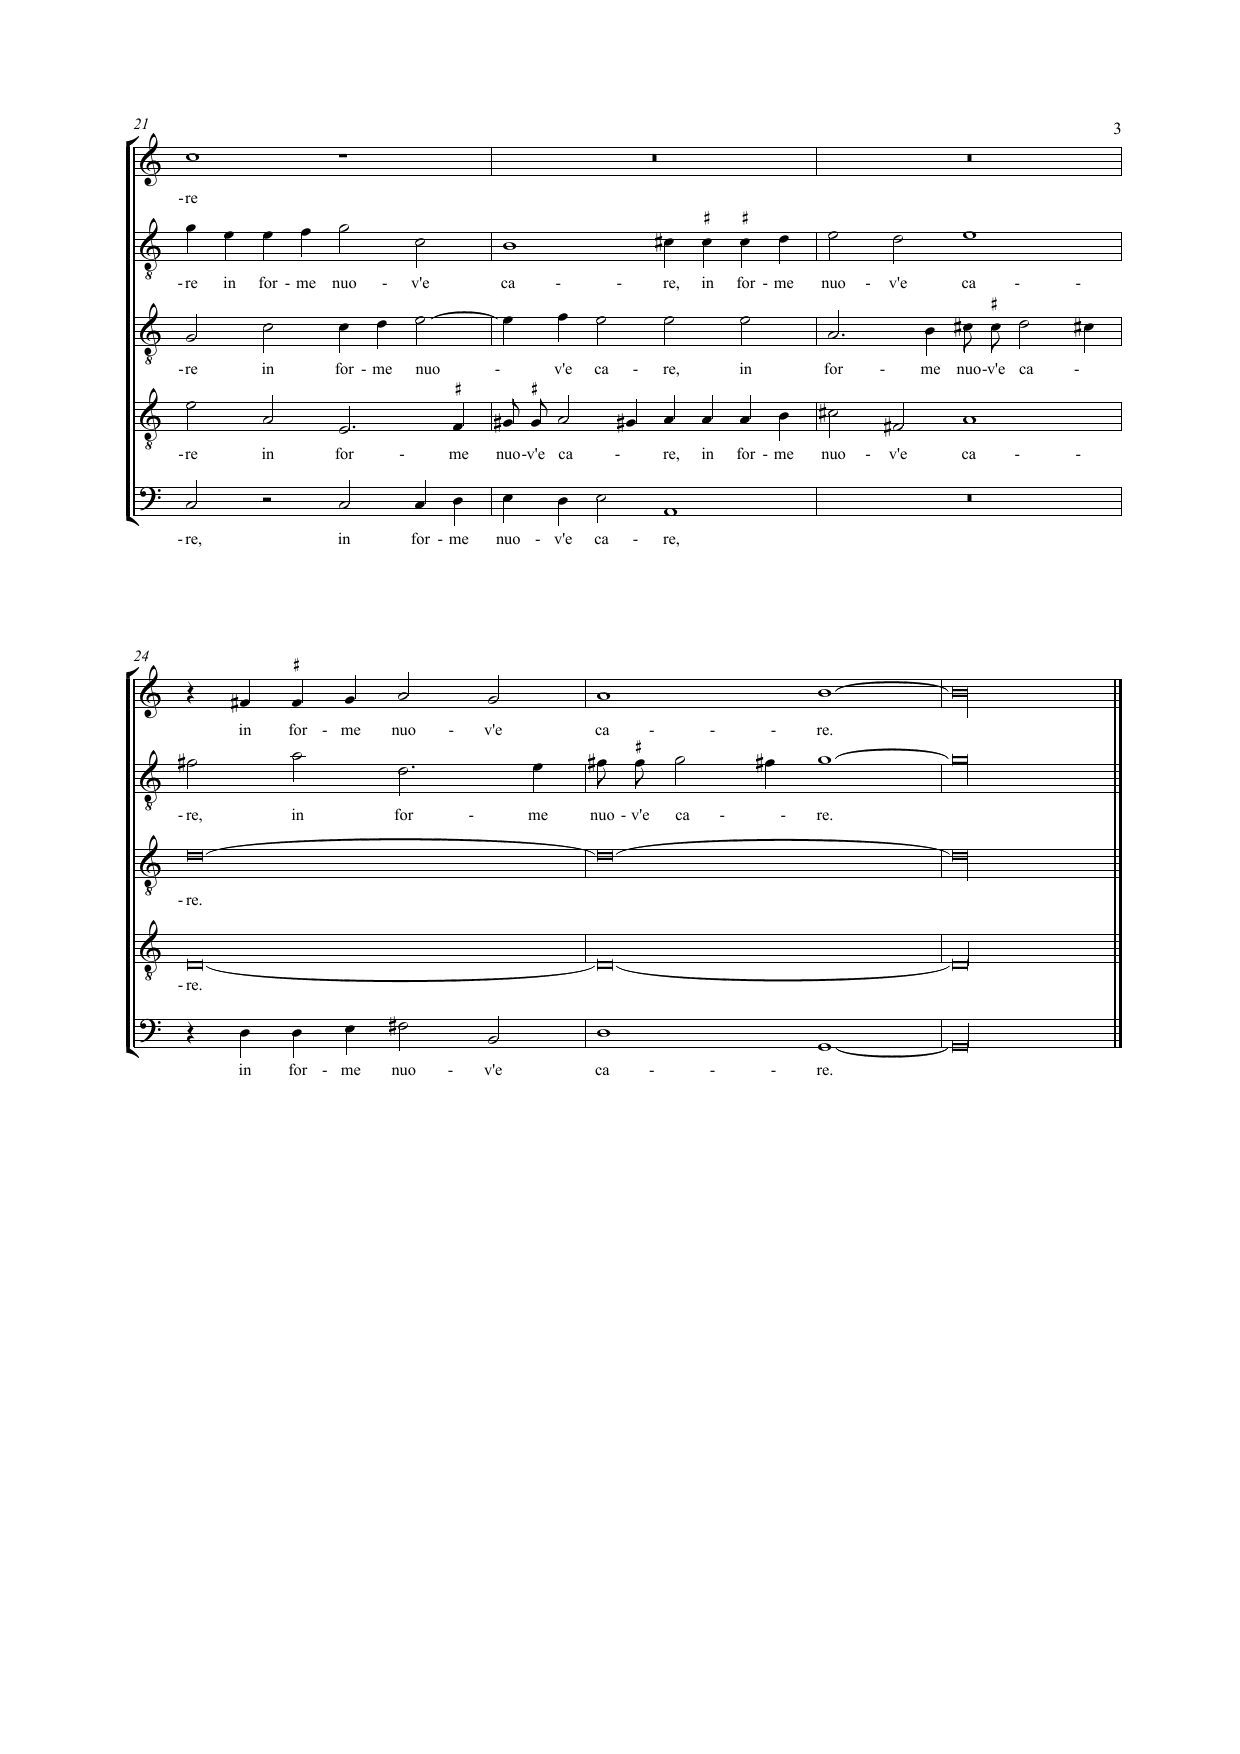 21
3
-re
-re in for - me nuo - v'e ca - - re, in for - me nuo - v'e ca - -
-re in for - me nuo - v'e ca - re, in for - me nuo-v'e ca -
-re in for - me nuo-v'e ca - re, in for - me nuo - v'e ca - -
-re, in for - me nuo - v'e ca - re,
24
in for - me nuo - v'e ca - - - re.
-re, in for - me nuo - v'e ca - - re.
-re.
-re.
in for - me nuo - v'e ca - - - re.